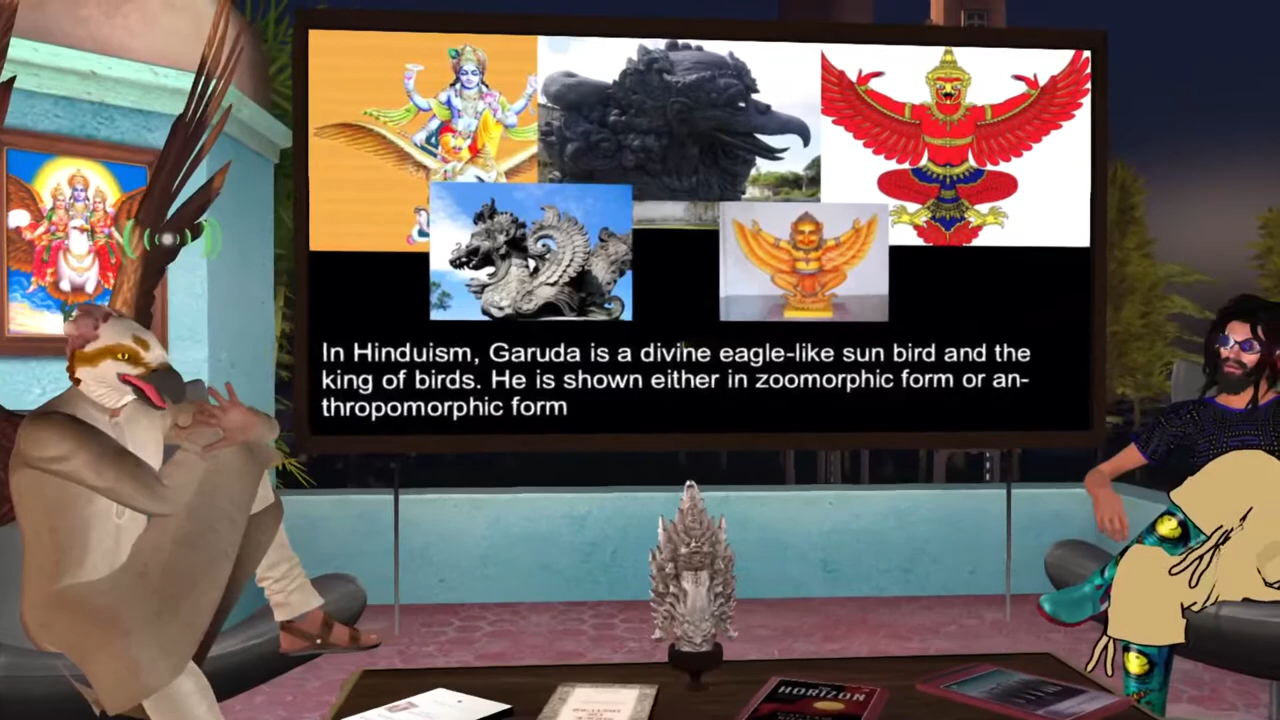 In Hinduism, Garuda is a divine eagle-like sun bird and the
king of birds. He is shown either in zoomorphic form or an-
thropomorphic form
HORIZON